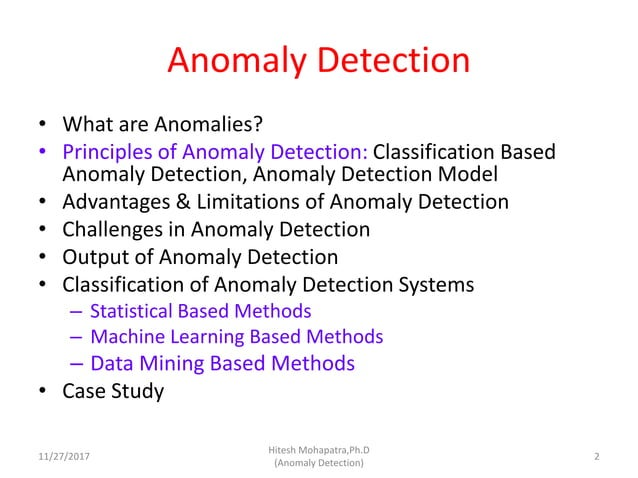 Anomaly Detection
• What are Anomalies?
• Principles of Anomaly Detection: Classification Based
Anomaly Detection, Anomaly Detection Model
• Advantages & Limitations of Anomaly Detection
• Challenges in Anomaly Detection
• Output of Anomaly Detection
• Classification of Anomaly Detection Systems
– Statistical Based Methods
– Machine Learning Based Methods
– Data Mining Based Methods
• Case Study
11/27/2017
Hitesh Mohapatra,Ph.D
(Anomaly Detection)
2